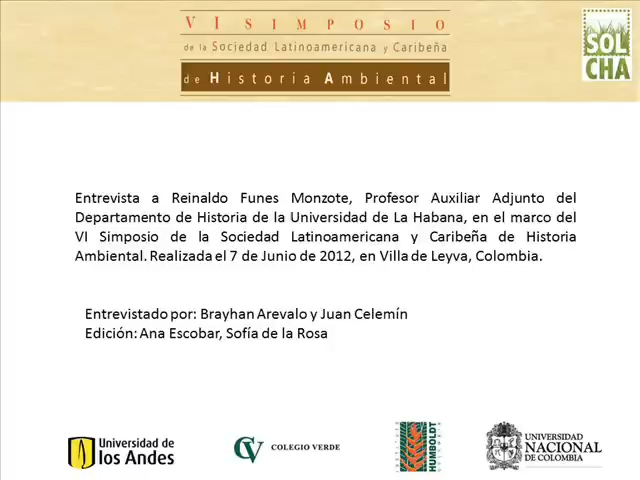 VI SIMPOSIO
de la Sociedad Latinoamericana y Caribeña
de Historia Ambiental
SOL
CHA
Entrevista a Reinaldo Funes Monzote, Profesor Auxiliar Adjunto del
Departamento de Historia de la Universidad de La Habana, en el marco del
VI Simposio de la Sociedad Latinoamericana y Caribeña de Historia
Ambiental. Realizada el 7 de Junio de 2012, en Villa de Leyva, Colombia.
Entrevistado por: Brayhan Arevalo y Juan Celemín
Edición: Ana Escobar, Sofía de la Rosa
Universidad de
los Andes
CV
COLEGIO VERDE
HUMBOLDT
UNIVERSIDAD
NACIONAL
DE COLOMBIA